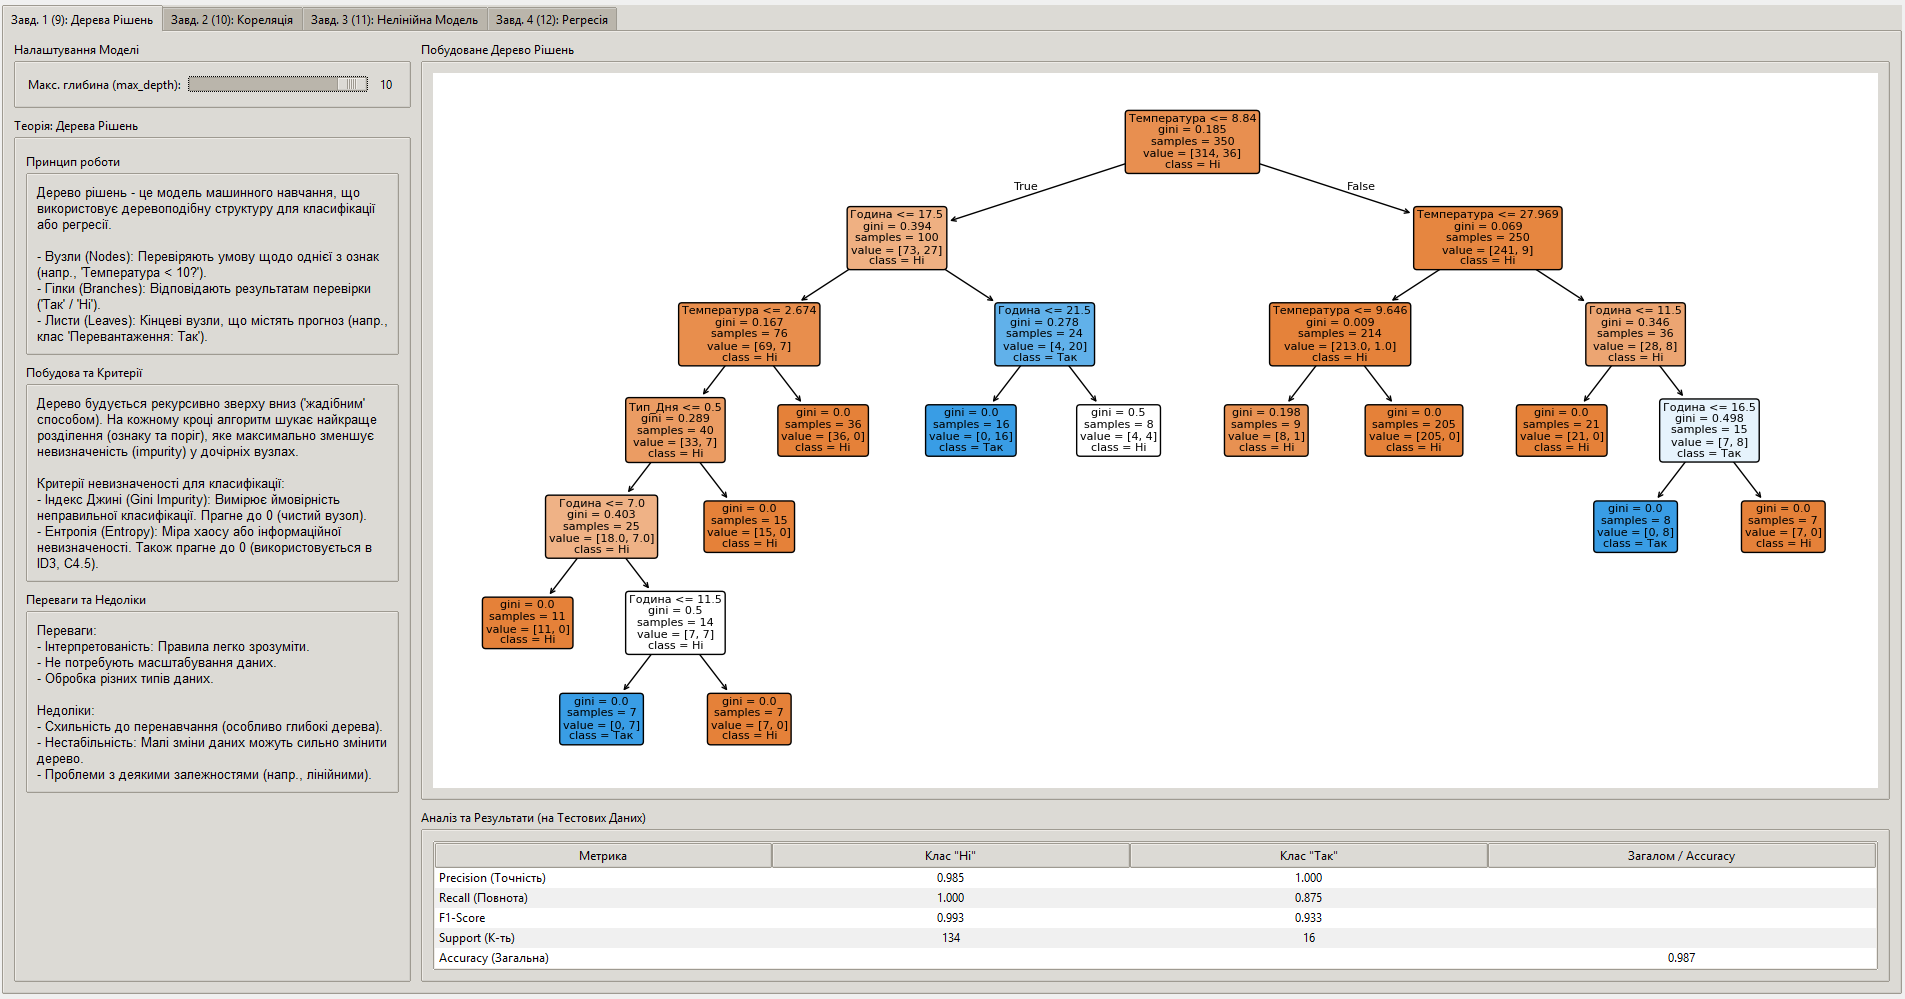 Завд. 1 (9): Дерева Рішень
Завд. 2 (10): Кореляція
Завд. 3 (11): Нелінійна Модель
Завд. 4 (12): Регресія
Налаштування Моделі
Макс. глибина (max_depth):
10
Теорія: Дерева Рішень
Принцип роботи
Дерево рішень - це модель машинного навчання, що
використовує деревоподібну структуру для класифікації
або регресії.
- Вузли (Nodes): Перевіряють умову щодо однієї з ознак
(напр., 'Температура < 10?').
- Гілки (Branches): Відповідають результатам перевірки
('Так' / 'Ні').
- Листи (Leaves): Кінцеві вузли, що містять прогноз (напр.,
клас 'Перевантаження: Так').
Побудова та Критерії
Дерево будується рекурсивно зверху вниз ('жадібним'
способом). На кожному кроці алгоритм шукає найкраще
розділення (ознаку та поріг), яке максимально зменшує
невизначеність (impurity) у дочірніх вузлах.
Критерії невизначеності для класифікації:
- Індекс Джині (Gini Impurity): Вимірює ймовірність
неправильної класифікації. Прагне до 0 (чистий вузол).
- Ентропія (Entropy): Міра хаосу або інформаційної
невизначеності. Також прагне до 0 (використовується в
ID3, C4.5).
Переваги та Недоліки
Переваги:
- Інтерпретованість: Правила легко зрозуміти.
- Не потребують масштабування даних.
- Обробка різних типів даних.
Недоліки:
- Схильність до перенавчання (особливо глибокі дерева).
- Нестабільність: Малі зміни даних можуть сильно змінити
дерево.
- Проблеми з деякими залежностями (напр., лінійними).
Побудоване Дерево Рішень
Температура <= 8.84
gini = 0.185
samples = 350
value = [314, 36]
class = Ні
True
False
Година <= 17.5
gini = 0.394
samples = 100
value = [73, 27]
class = Ні
Температура <= 27.969
gini = 0.069
samples = 250
value = [241, 9]
class = Ні
Температура <= 2.674
gini = 0.167
samples = 76
value = [69, 7]
class = Ні
Година <= 21.5
gini = 0.278
samples = 24
value = [4, 20]
class = Так
Температура <= 9.646
gini = 0.009
samples = 214
value = [213.0, 1.0]
class = Ні
Година <= 11.5
gini = 0.346
samples = 36
value = [28, 8]
class = Ні
Тип_Дня <= 0.5
gini = 0.289
samples = 40
value = [33, 7]
class = Ні
gini = 0.0
samples = 36
value = [36, 0]
class = Ні
gini = 0.0
samples = 16
value = [0, 16]
class = Так
gini = 0.5
samples = 8
value = [4, 4]
class = Ні
gini = 0.198
samples = 9
value = [8, 1]
class = Ні
gini = 0.0
samples = 205
value = [205, 0]
class = Ні
gini = 0.0
samples = 21
value = [21, 0]
class = Ні
Година <= 16.5
gini = 0.498
samples = 15
value = [7, 8]
class = Так
Година <= 7.0
gini = 0.403
samples = 25
value = [18.0, 7.0]
class = Ні
gini = 0.0
samples = 15
value = [15, 0]
class = Ні
gini = 0.0
samples = 8
value = [0, 8]
class = Так
gini = 0.0
samples = 7
value = [7, 0]
class = Ні
gini = 0.0
samples = 11
value = [11, 0]
class = Ні
Година <= 11.5
gini = 0.5
samples = 14
value = [7, 7]
class = Ні
gini = 0.0
samples = 7
value = [0, 7]
class = Так
gini = 0.0
samples = 7
value = [7, 0]
class = Ні
Аналіз та Результати (на Тестових Даних)
Метрика Клас "Ні" Клас "Так" Загалом / Accuracy
Precision (Точність) 0.985 1.000
Recall (Повнота) 1.000 0.875
F1-Score 0.993 0.933
Support (К-ть) 134 16
Accuracy (Загальна) 0.987